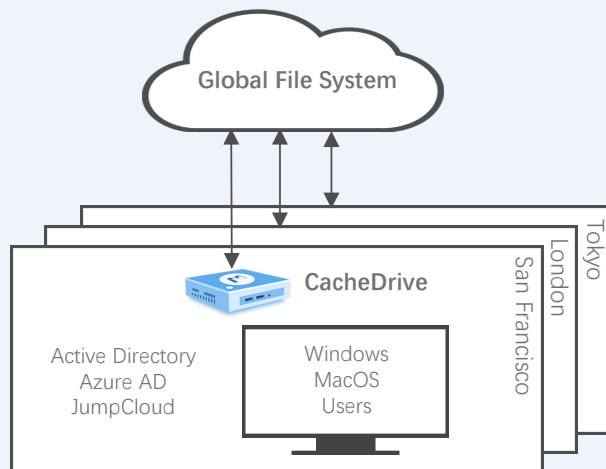 Global File System
Tokyo
London
San Francisco
CacheDrive
Active Directory
Azure AD
JumpCloud
Windows
MacOS
Users